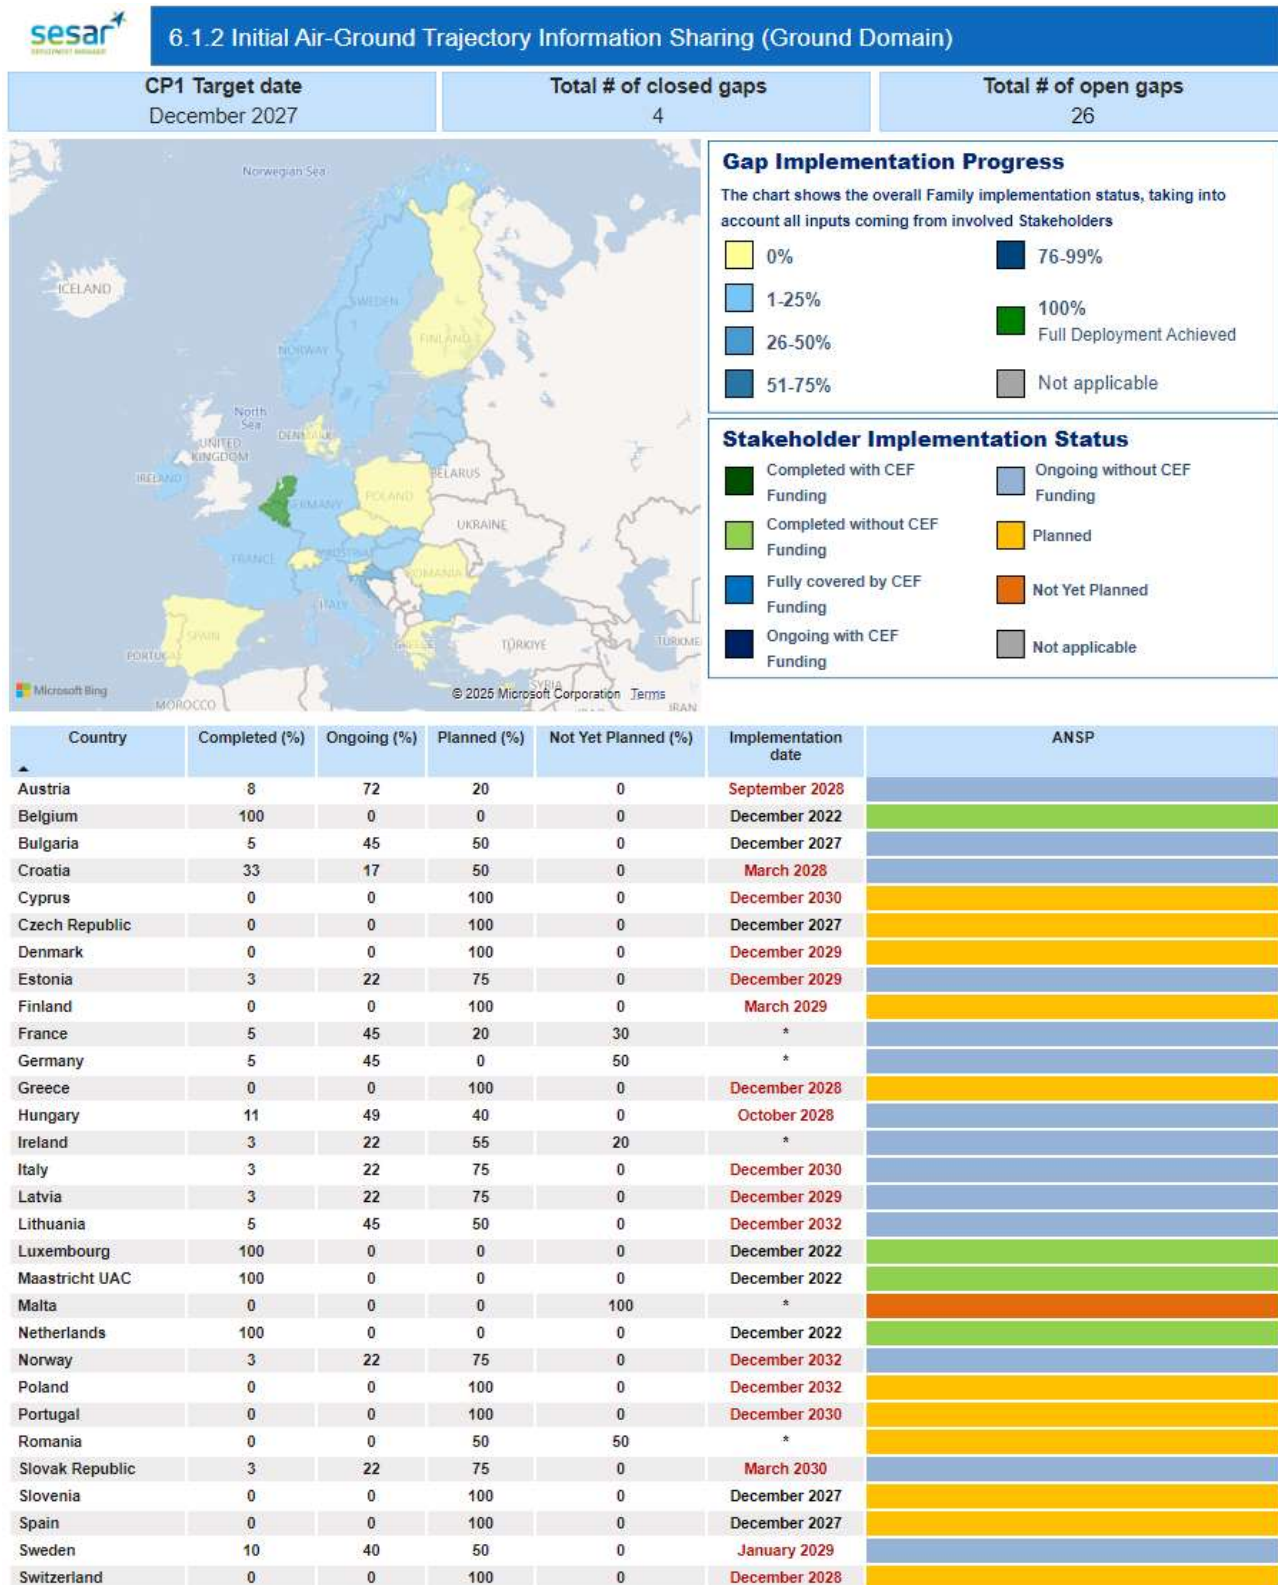 sesar
DEPLOYMENT MANAGER
6.1.2 Initial Air-Ground Trajectory Information Sharing (Ground Domain)
CP1 Target date
December 2027
Total # of closed gaps
4
Total # of open gaps
26
Norwegian Sea
ICELAND
SWEDEN
FINLAND
NORWAY
North
Sea
DENMARK
UNITED
KINGDOM
IRELAND
BELARUS
GERMANY
POLAND
UKRAINE
FRANCE
AUSTRIA
ROMANIA
ITALY
SPAIN
PORTUGAL
GREECE
TÜRKIYE
TURKME
SYRIA
MOROCCO
IRAN
Microsoft Bing
© 2025 Microsoft Corporation Terms
Gap Implementation Progress
The chart shows the overall Family implementation status, taking into
account all inputs coming from involved Stakeholders
0%
76-99%
1-25%
100%
Full Deployment Achieved
26-50%
51-75%
Not applicable
Stakeholder Implementation Status
Completed with CEF
Funding
Ongoing without CEF
Funding
Completed without CEF
Funding
Planned
Fully covered by CEF
Funding
Not Yet Planned
Ongoing with CEF
Funding
Not applicable
Country Completed (%) Ongoing (%) Planned (%) Not Yet Planned (%) Implementation date ANSP
Austria 8 72 20 0 September 2028
Belgium 100 0 0 0 December 2022
Bulgaria 5 45 50 0 December 2027
Croatia 33 17 50 0 March 2028
Cyprus 0 0 100 0 December 2030
Czech Republic 0 0 100 0 December 2027
Denmark 0 0 100 0 December 2029
Estonia 3 22 75 0 December 2029
Finland 0 0 100 0 March 2029
France 5 45 20 30 *
Germany 5 45 0 50 *
Greece 0 0 100 0 December 2028
Hungary 11 49 40 0 October 2028
Ireland 3 22 55 20 *
Italy 3 22 75 0 December 2030
Latvia 3 22 75 0 December 2029
Lithuania 5 45 50 0 December 2032
Luxembourg 100 0 0 0 December 2022
Maastricht UAC 100 0 0 0 December 2022
Malta 0 0 0 100 *
Netherlands 100 0 0 0 December 2022
Norway 3 22 75 0 December 2032
Poland 0 0 100 0 December 2032
Portugal 0 0 100 0 December 2030
Romania 0 0 50 50 *
Slovak Republic 3 22 75 0 March 2030
Slovenia 0 0 100 0 December 2027
Spain 0 0 100 0 December 2027
Sweden 10 40 50 0 January 2029
Switzerland 0 0 100 0 December 2028